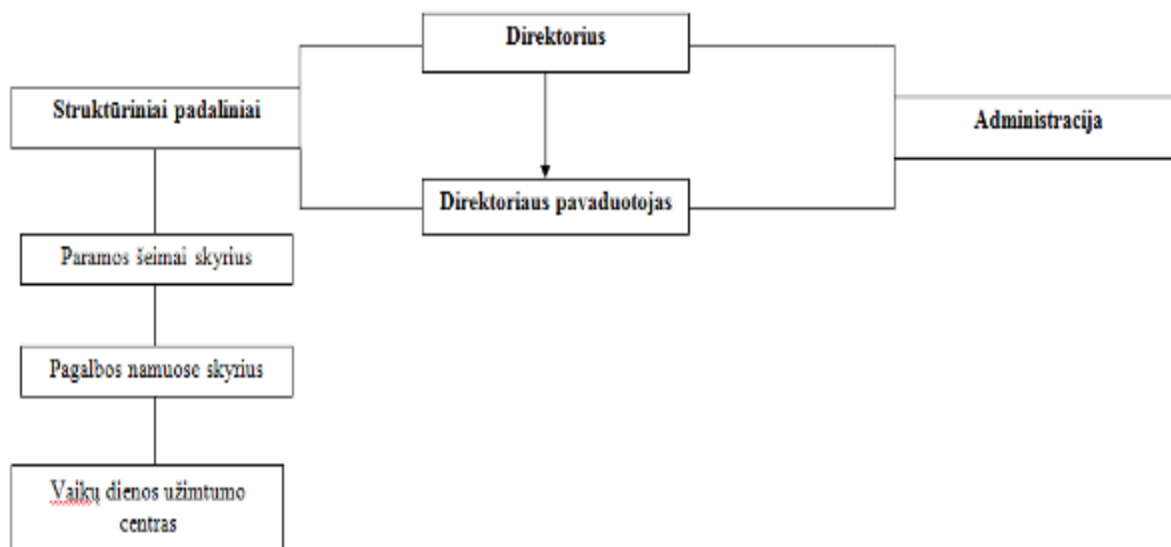 Direktorius
Struktūriniai padaliniai
Administracija
Direktoriaus pavaduotojas
Paramos šeimai skyrius
Pagalbos namuose skyrius
Vaikų dienos užimtumo
centras